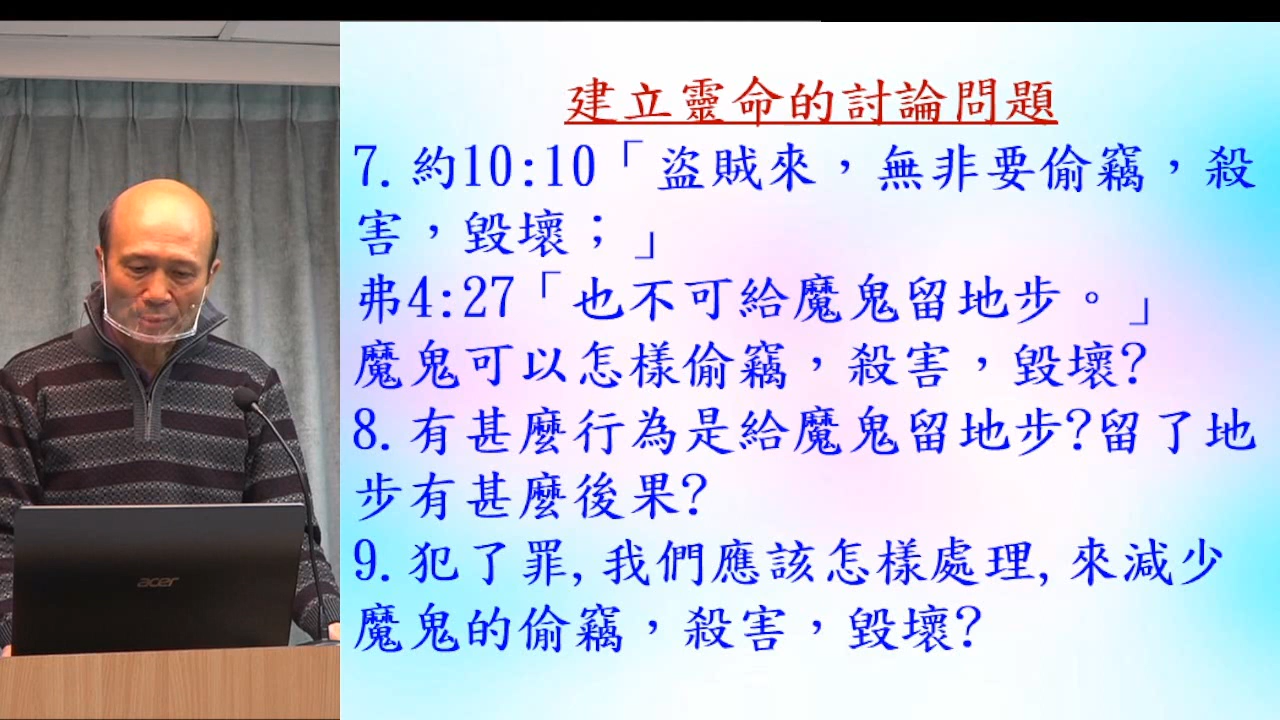 建立靈命的討論問題
7.約10:10「盜賊來，無非要偷竊，殺
害，毀壞；」
弗4:27「也不可給魔鬼留地步。」
魔鬼可以怎樣偷竊，殺害，毀壞?
8.有甚麼行為是給魔鬼留地步?留了地
步有甚麼後果?
9.犯了罪,我們應該怎樣處理,來減少
魔鬼的偷竊，殺害，毀壞?
acer